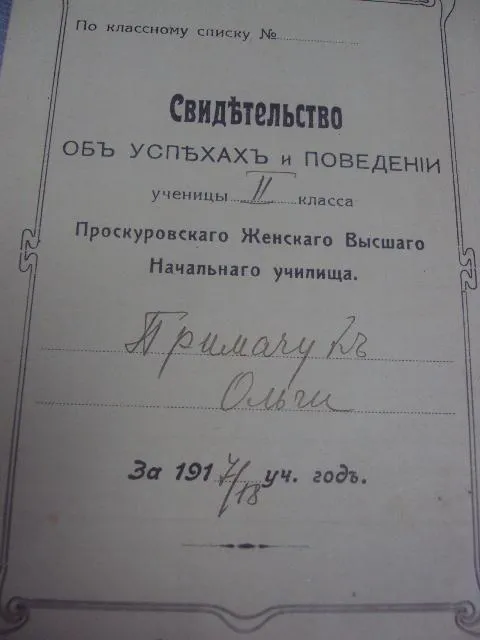 По классному списку №
Свидѣтельство
ОБЪ УСПѢХАХЪ и ПОВЕДЕНІИ
ученицы II класса
Проскуровскаго Женскаго Высшаго
Начальнаго училища.
Примачукъ
Ольги
За 1917/18 уч. годъ.